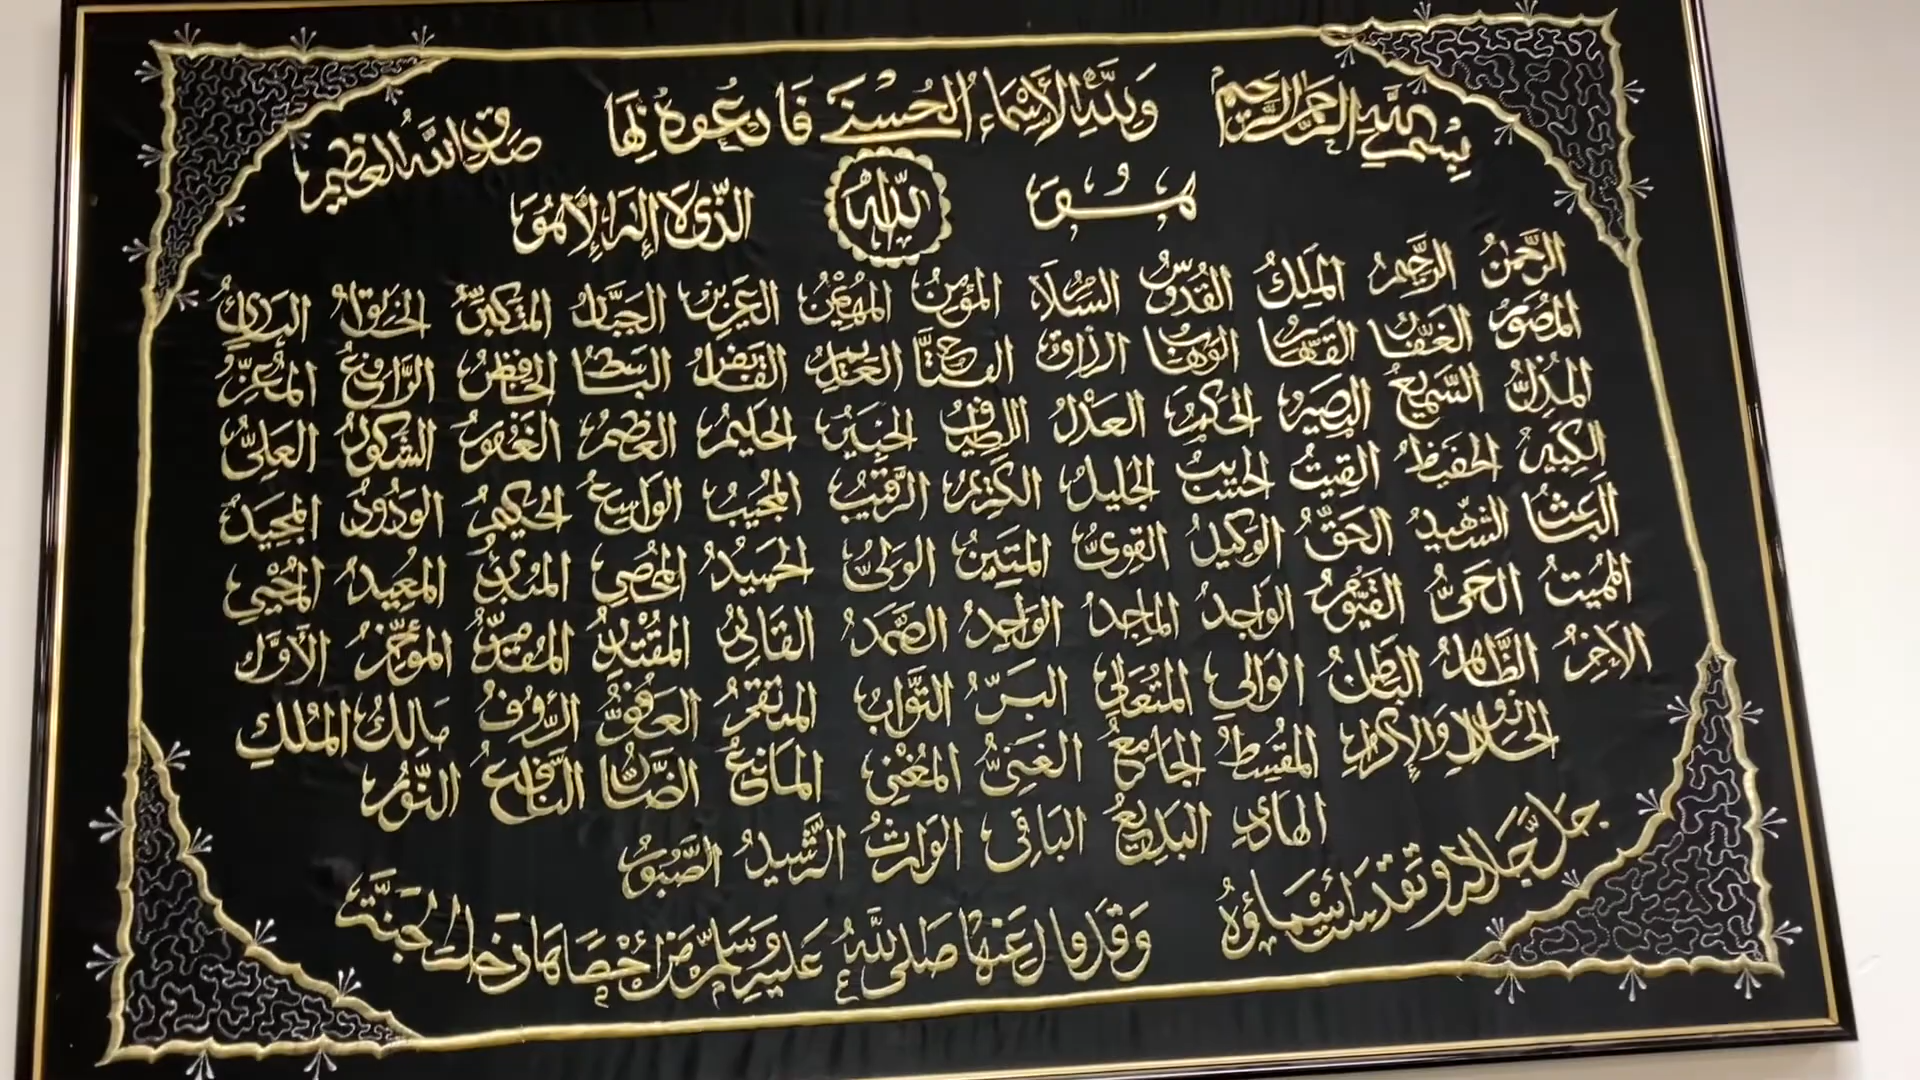 بسم الله الرحمن الرحيم ولله الأسماء الحسنى فادعوه بها صدق الله العظيم
هو الله الذي لا إله إلا هو
الرحمن الرحيم الملك القدوس السلام المؤمن المهيمن العزيز الجبار المتكبر الخالق البارئ
المصور الغفار القهار الوهاب الرزاق الفتاح العليم القابض الباسط الخافض الرافع المعز
المذل السميع البصير الحكم العدل اللطيف الخبير الحليم العظيم الغفور الشكور العلي
الكبير الحفيظ المقيت الحسيب الجليل الكريم الرقيب المجيب الواسع الحكيم الودود المجيد
الباعث الشهيد الحق الوكيل القوي المتين الولي الحميد المحصي المبدئ المعيد المحيي
المميت الحي القيوم الواجد الماجد الواحد الصمد القادر المقتدر المقدم المؤخر الأول
الآخر الظاهر الباطن الوالي المتعالي البر التواب المنتقم العفو الرؤوف مالك الملك
ذو الجلال والإكرام المقسط الجامع الغني المغني المانع الضار النافع النور
الهادي البديع الباقي الوارث الرشيد الصبور
جل جلاله وتقدست أسماؤه وقد قال عنها صلى الله عليه وسلم من أحصاها دخل الجنة